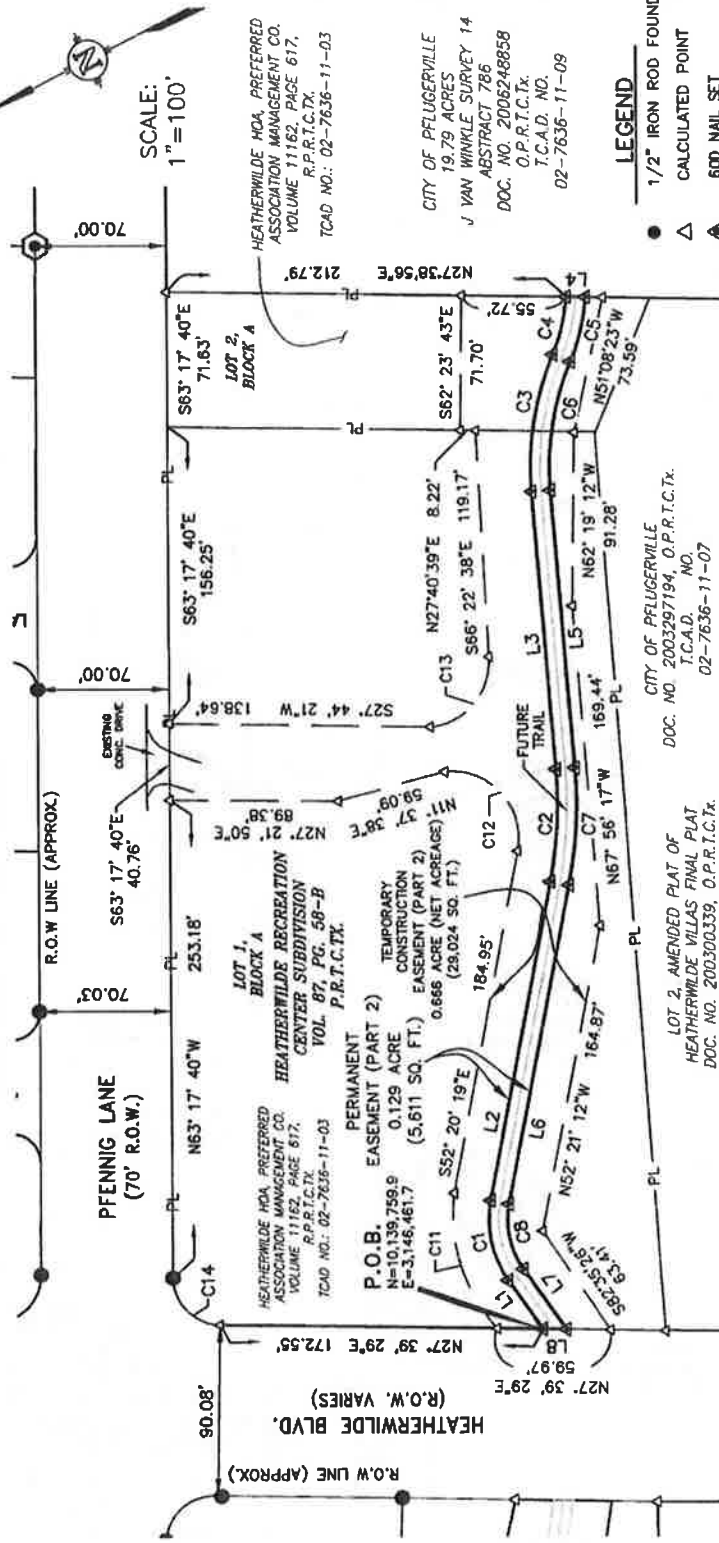 N
SCALE:
1"=100'
PFENNIG LANE
(70' R.O.W.)
R.O.W LINE (APPROX.)
70.03'
70.00'
70.00'
EXISTING
CONC. DRIVE
S63° 17' 40"E
40.76'
PL
S63° 17' 40"E
156.25'
PL
S63° 17' 40"E
71.63'
LOT 2,
BLOCK A
N63° 17' 40"W
PL
253.18'
PL
C14
HEATHERWILDE HOA, PREFERRED
ASSOCIATION MANAGEMENT CO.
VOLUME 11162, PAGE 617,
R.P.R.T.C.TX.
TCAD NO.: 02-7636-11-03
CITY OF PFLUGERVILLE
19.79 ACRES
J VAN WINKLE SURVEY 14
ABSTRACT 786
DOC. NO. 2006248858
O.P.R.T.C.Tx.
T.C.A.D. NO.
02-7636-11-09
LEGEND
1/2" IRON ROD FOUND
CALCULATED POINT
60D NAIL SET
HEATHERWILDE HOA, PREFERRED
ASSOCIATION MANAGEMENT CO.
VOLUME 11162, PAGE 617,
R.P.R.T.C.TX.
TCAD NO.: 02-7636-11-03
LOT 1,
BLOCK A
HEATHERWILDE RECREATION
CENTER SUBDIVISION
VOL. 87, PG. 58-B
P.R.T.C.TX.
PERMANENT
EASEMENT (PART 2)
0.129 ACRE
(5,611 SQ. FT.)
TEMPORARY
CONSTRUCTION
EASEMENT (PART 2)
0.666 ACRE (NET ACREAGE)
(29,024 SQ. FT.)
P.O.B.
N=10,139,759.9
E=3,146,461.7
N27° 21' 50"E
89.38'
N11° 37' 38"E
59.09'
S27° 44' 21"W 138.64'
C13
C12
N27°40'39"E 8.22'
S66° 22' 38"E 119.17'
S62° 23' 43"E
71.70'
PL
PL
N27°38'56"E 212.79'
55.72'
L4
C4
C5
C3
C6
N51°08'23"W
73.59'
N62° 19' 12"W
91.28'
L3
L5
FUTURE
TRAIL
C2
C7
169.44'
N67° 56' 17"W
184.95'
S52° 20' 19"E
C11
L2
L6
164.87'
N52° 21' 12"W
C1
C8
L1
L7
L8
S82°35'26"W
63.41'
N27° 39' 29"E
59.97'
N27° 39' 29"E 172.55'
90.08'
HEATHERWILDE BLVD.
(R.O.W. VARIES)
R.O.W LINE (APPROX.)
PL
PL
CITY OF PFLUGERVILLE
DOC. NO. 2003297194, O.P.R.T.C.Tx.
T.C.A.D. NO.
02-7636-11-07
LOT 2, AMENDED PLAT OF
HEATHERWILDE VILLAS FINAL PLAT
DOC. NO. 200300339, O.P.R.T.C.Tx.